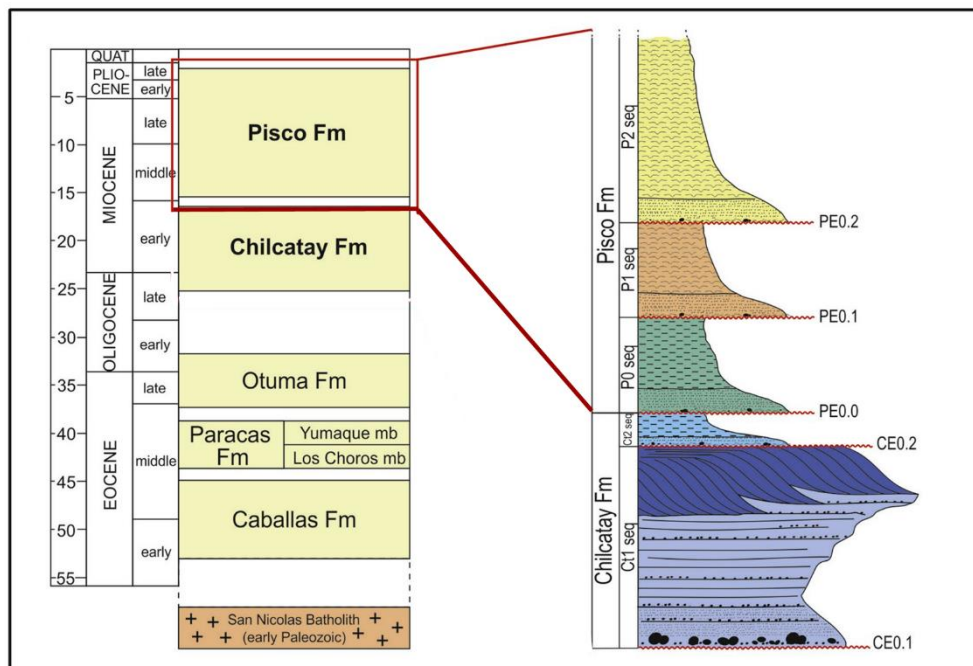 QUAT
PLIO-
CENE
late
early
5
10
15
20
25
30
35
40
45
50
55
MIOCENE
late
middle
early
OLIGOCENE
late
early
EOCENE
late
middle
early
Pisco Fm
Chilcatay Fm
Otuma Fm
Paracas
Fm
Yumaque mb
Los Choros mb
Caballas Fm
San Nicolas Batholith
(early Paleozoic)
Pisco Fm
P2 seq
PE0.2
P1 seq
PE0.1
P0 seq
PE0.0
Chilcatay Fm
Ct2 seq
CE0.2
Ct1 seq
CE0.1